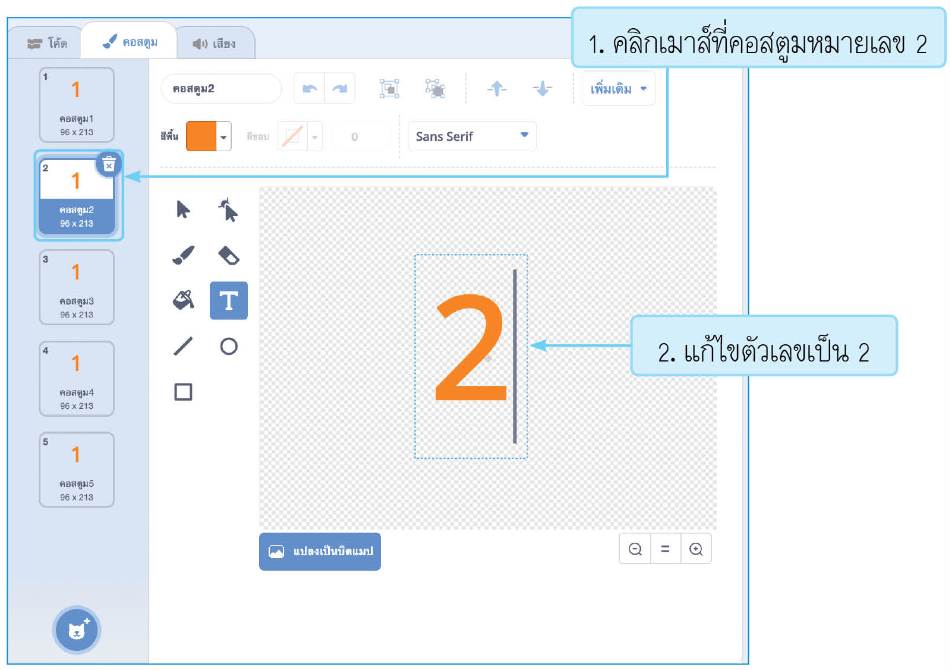 โค้ด
คอสตูม
เสียง
1. คลิกเมาส์ที่คอสตูมหมายเลข 2
1
1
คอสตูม1
96 x 213
2
1
คอสตูม2
96 x 213
3
1
คอสตูม3
96 x 213
4
1
คอสตูม4
96 x 213
5
1
คอสตูม5
96 x 213
คอสตูม2
เพิ่มเติม
สีพื้น
สีขอบ
0
Sans Serif
T
2
2. แก้ไขตัวเลขเป็น 2
แปลงเป็นบิตแมป